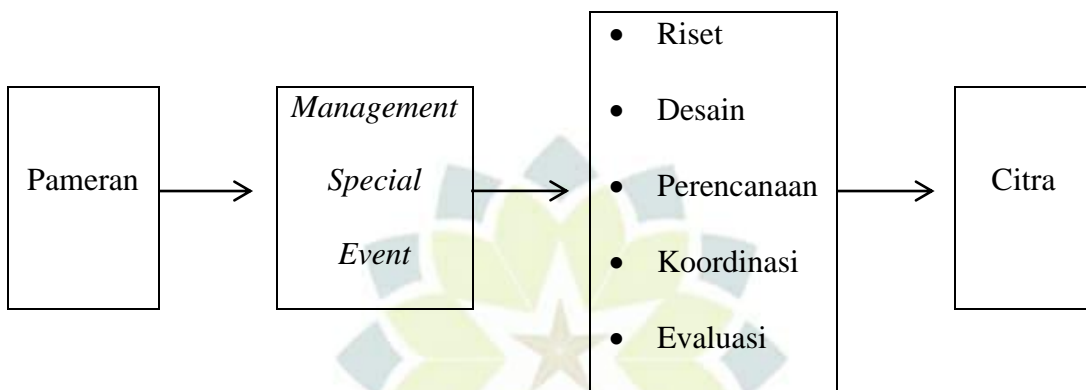 Pameran
Management
Special
Event
• Riset
• Desain
• Perencanaan
• Koordinasi
• Evaluasi
Citra